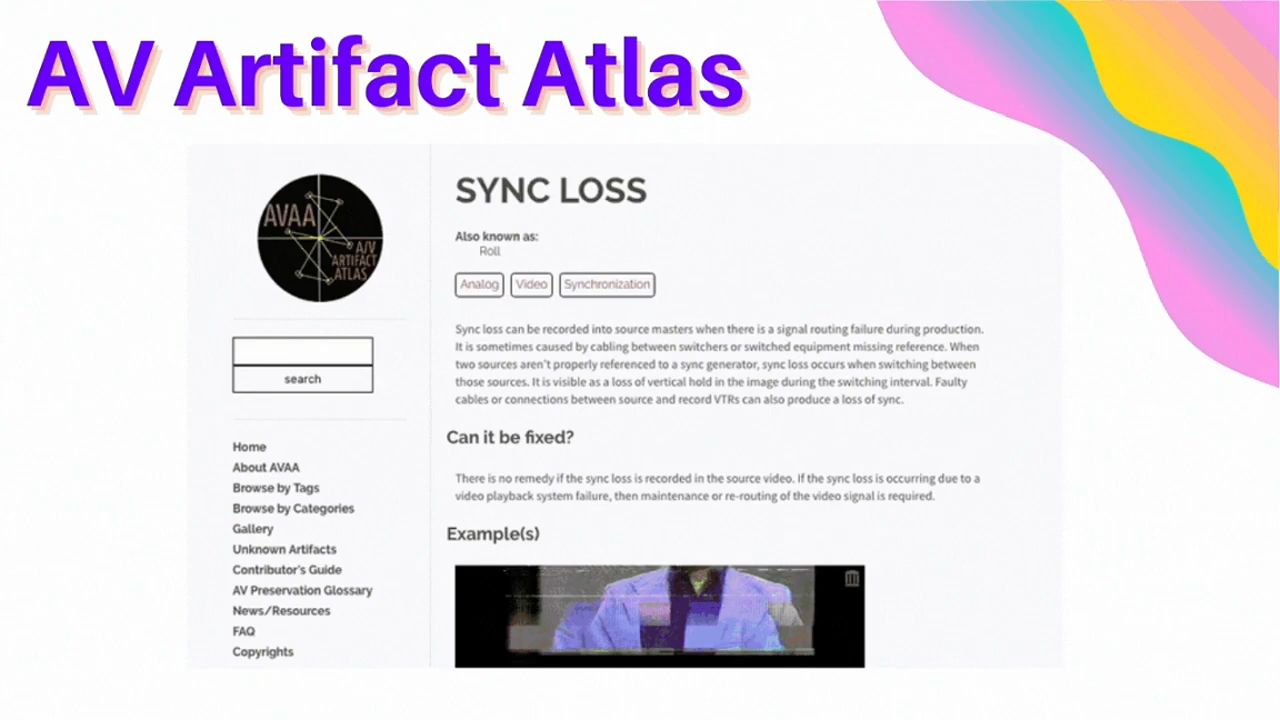 AV Artifact Atlas
AVAA
A/V
ARTIFACT
ATLAS
search
Home
About AVAA
Browse by Tags
Browse by Categories
Gallery
Unknown Artifacts
Contributor's Guide
AV Preservation Glossary
News/Resources
FAQ
Copyrights
SYNC LOSS
Also known as:
Roll
Analog Video Synchronization
Sync loss can be recorded into source masters when there is a signal routing failure during production.
It is sometimes caused by cabling between switchers or switched equipment missing reference. When
two sources aren't properly referenced to a sync generator, sync loss occurs when switching between
those sources. It is visible as a loss of vertical hold in the image during the switching interval. Faulty
cables or connections between source and record VTRs can also produce a loss of sync.
Can it be fixed?
There is no remedy if the sync loss is recorded in the source video. If the sync loss is occurring due to a
video playback system failure, then maintenance or re-routing of the video signal is required.
Example(s)